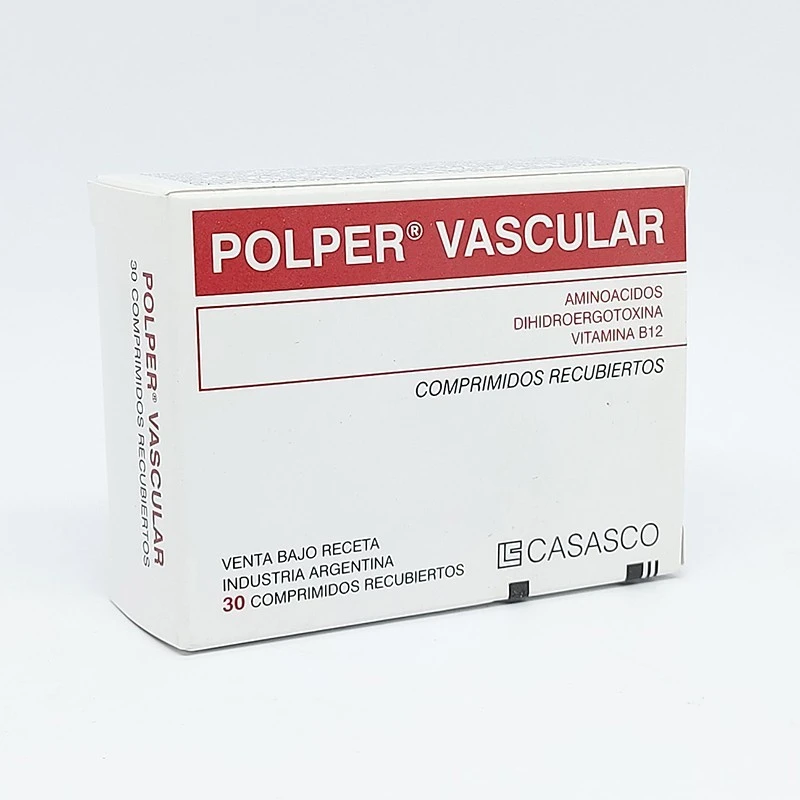 POLPER® VASCULAR
AMINOACIDOS
DIHIDROERGOTOXINA
VITAMINA B12
COMPRIMIDOS RECUBIERTOS
VENTA BAJO RECETA
INDUSTRIA ARGENTINA
30 COMPRIMIDOS RECUBIERTOS
CASASCO
POLPER® VASCULAR
30 COMPRIMIDOS RECUBIERTOS